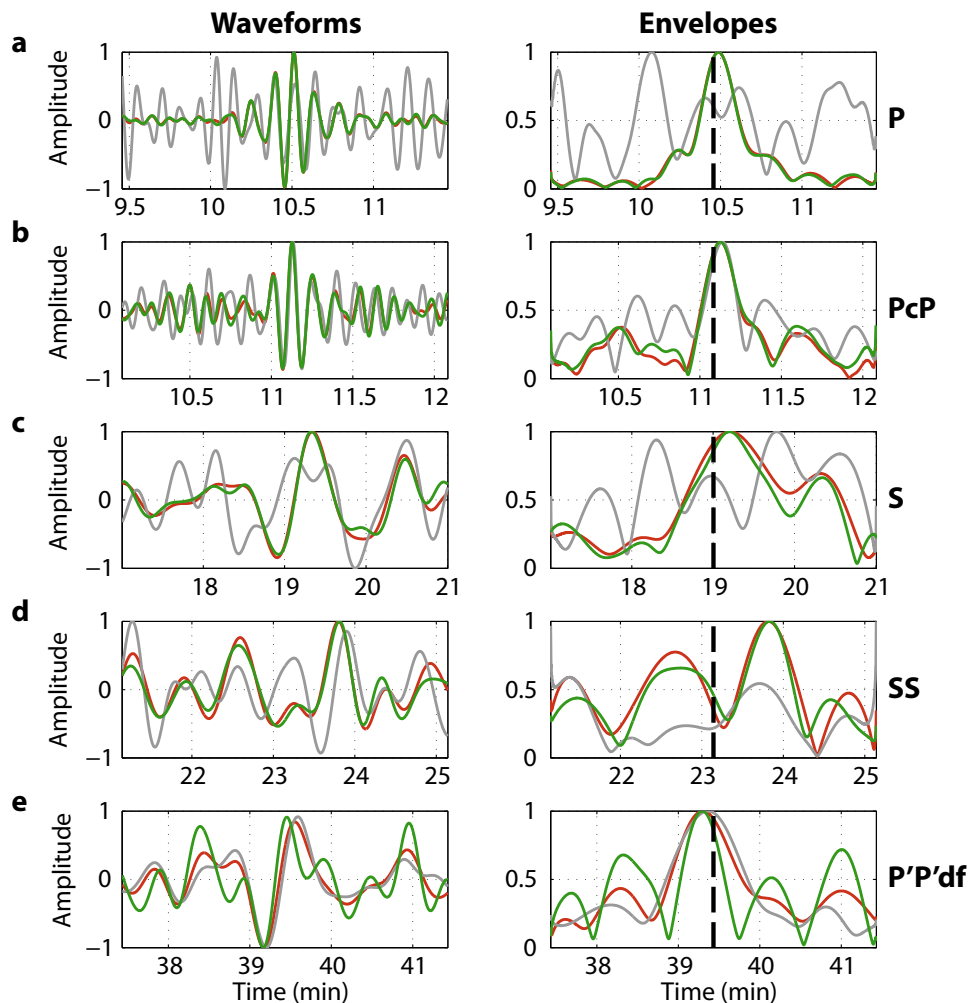 Waveforms Envelopes
a
Amplitude
1
0
−1
9.5 10 10.5 11
1
0.5
0
9.5 10 10.5 11
P
b
Amplitude
1
0
−1
10.5 11 11.5 12
1
0.5
0
10.5 11 11.5 12
PcP
c
Amplitude
1
0
−1
18 19 20 21
1
0.5
0
18 19 20 21
S
d
Amplitude
1
0
−1
22 23 24 25
1
0.5
0
22 23 24 25
SS
e
Amplitude
1
0
−1
38 39 40 41
Time (min)
1
0.5
0
38 39 40 41
Time (min)
P′P′df